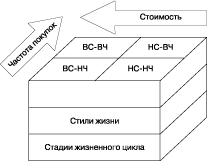 Стоимость
Частота покупок
ВС-ВЧ НС-ВЧ
ВС-НЧ НС-НЧ
Стили жизни
Стадии жизненного цикла